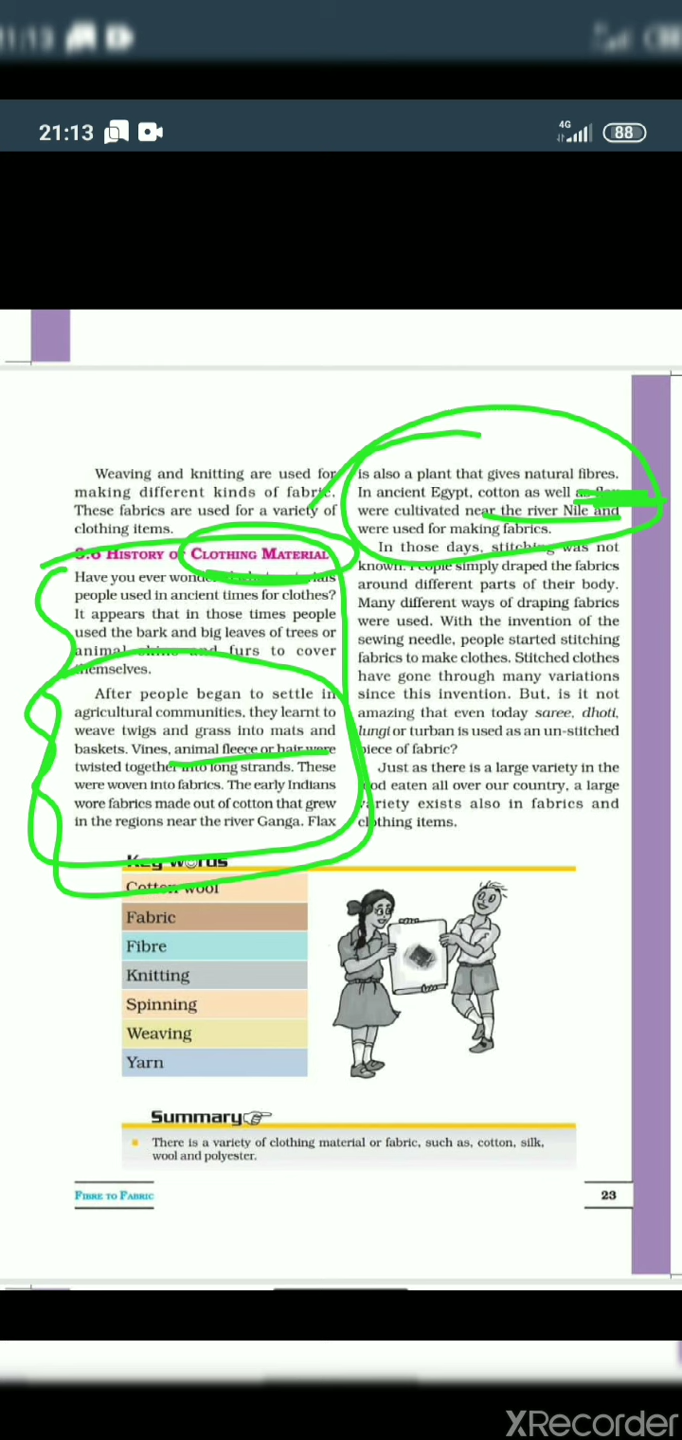 21:13
4G
88
Weaving and knitting are used for
making different kinds of fabric.
These fabrics are used for a variety of
clothing items.
HISTORY OF CLOTHING MATERIAL
Have you ever
people used in ancient times for clothes?
It appears that in those times people
used the bark and big leaves of trees or
animal skins and furs to cover
themselves.
After people began to settle in
agricultural communities, they learnt to
weave twigs and grass into mats and
baskets. Vines, animal fleece or hair were
twisted together into long strands. These
were woven into fabrics. The early Indians
wore fabrics made out of cotton that grew
in the regions near the river Ganga. Flax
is also a plant that gives natural fibres.
In ancient Egypt, cotton as well
were cultivated near the river Nile and
were used for making fabrics.
In those days, stitching was not
known. People simply draped the fabrics
around different parts of their body.
Many different ways of draping fabrics
were used. With the invention of the
sewing needle, people started stitching
fabrics to make clothes. Stitched clothes
have gone through many variations
since this invention. But, is it not
amazing that even today saree, dhoti,
lungi or turban is used as an un-stitched
piece of fabric?
Just as there is a large variety in the
food eaten all over our country, a large
variety exists also in fabrics and
clothing items.
Key words
Cotton wool
Fabric
Fibre
Knitting
Spinning
Weaving
Yarn
Summary
There is a variety of clothing material or fabric, such as, cotton, silk,
wool and polyester.
FIBRE TO FABRIC
23
XRecorder